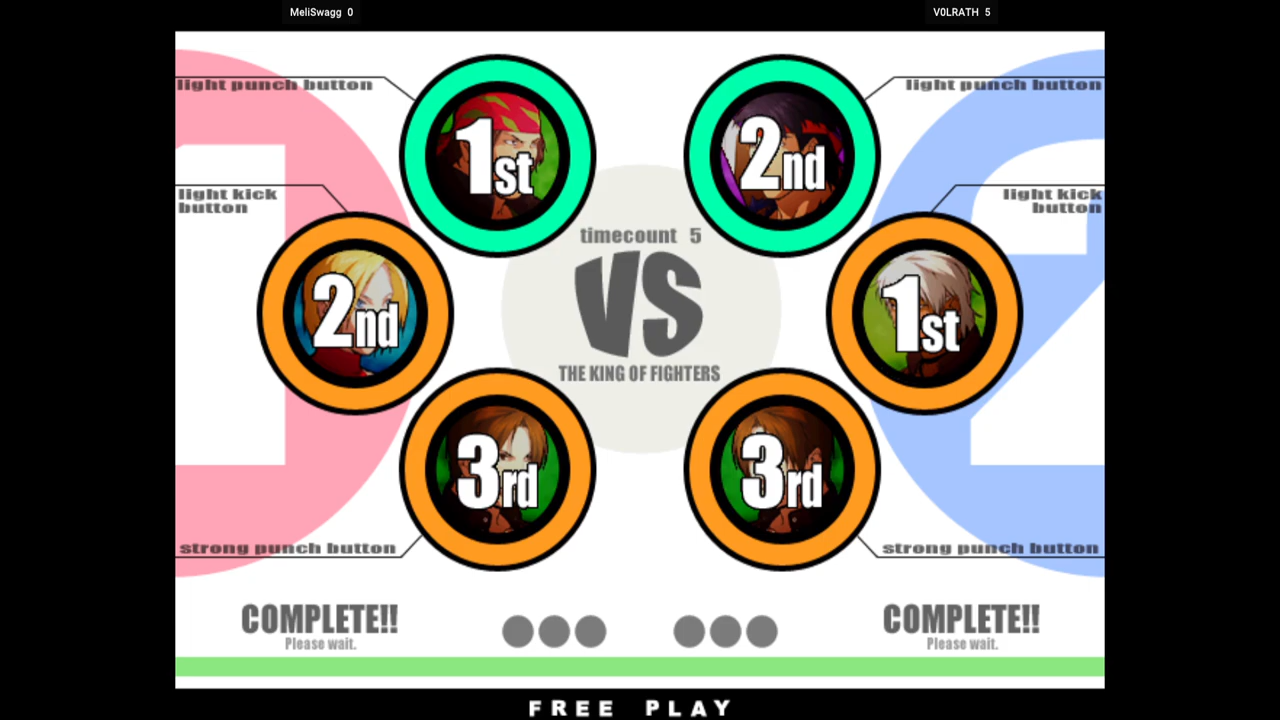 MeliSwagg 0
V0LRATH 5
light punch button
light punch button
1st
2nd
light kick
button
light kick
button
timecount 5
VS
THE KING OF FIGHTERS
2nd
1st
3rd
3rd
strong punch button
strong punch button
COMPLETE!!
Please wait.
COMPLETE!!
Please wait.
1
2
FREE PLAY